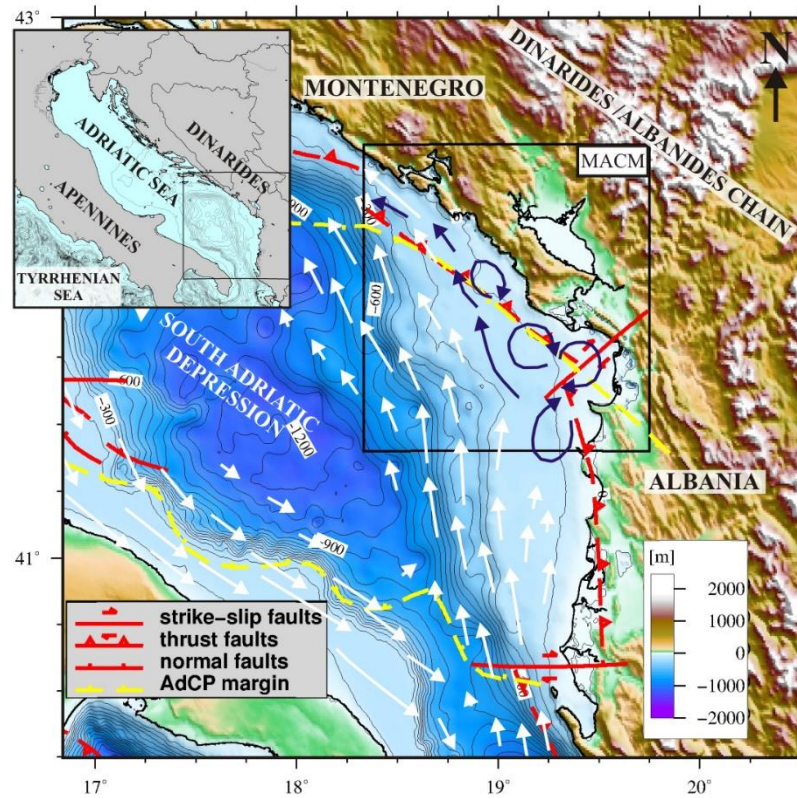 43°
41°
17°
18°
19°
20°
ADRIATIC SEA
DINARIDES
APENNINES
TYRRHENIAN
SEA
MONTENEGRO
DINARIDES /ALBANIDES CHAIN
N
MACM
SOUTH ADRIATIC
DEPRESSION
ALBANIA
-600
-300
-1200
-900
-600
strike-slip faults
thrust faults
normal faults
AdCP margin
[m]
2000
1000
0
-1000
-2000